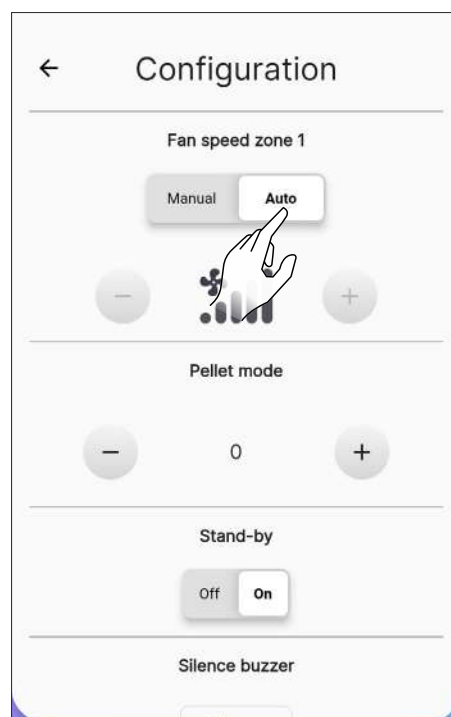 ← Configuration
Fan speed zone 1
Manual Auto
− +
Pellet mode
− 0 +
Stand-by
Off On
Silence buzzer